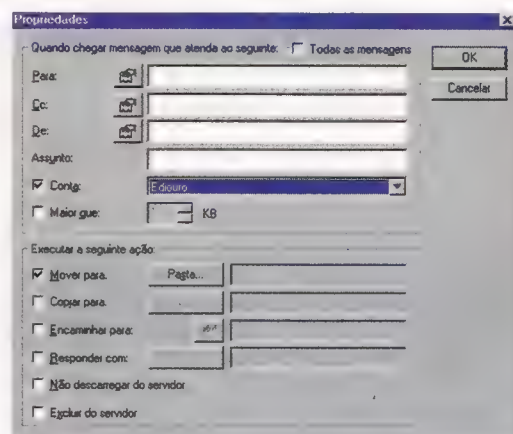 Propriedades
Quando chegar mensagem que atenda ao seguinte: Todas as mensagens
OK
Cancelar
Para:
Cc:
De:
Assunto:
Conta: Ediouro
Maior que: KB
Executar a seguinte ação:
Mover para: Pasta...
Copiar para:
Encaminhar para:
Responder com:
Não descarregar do servidor
Excluir do servidor